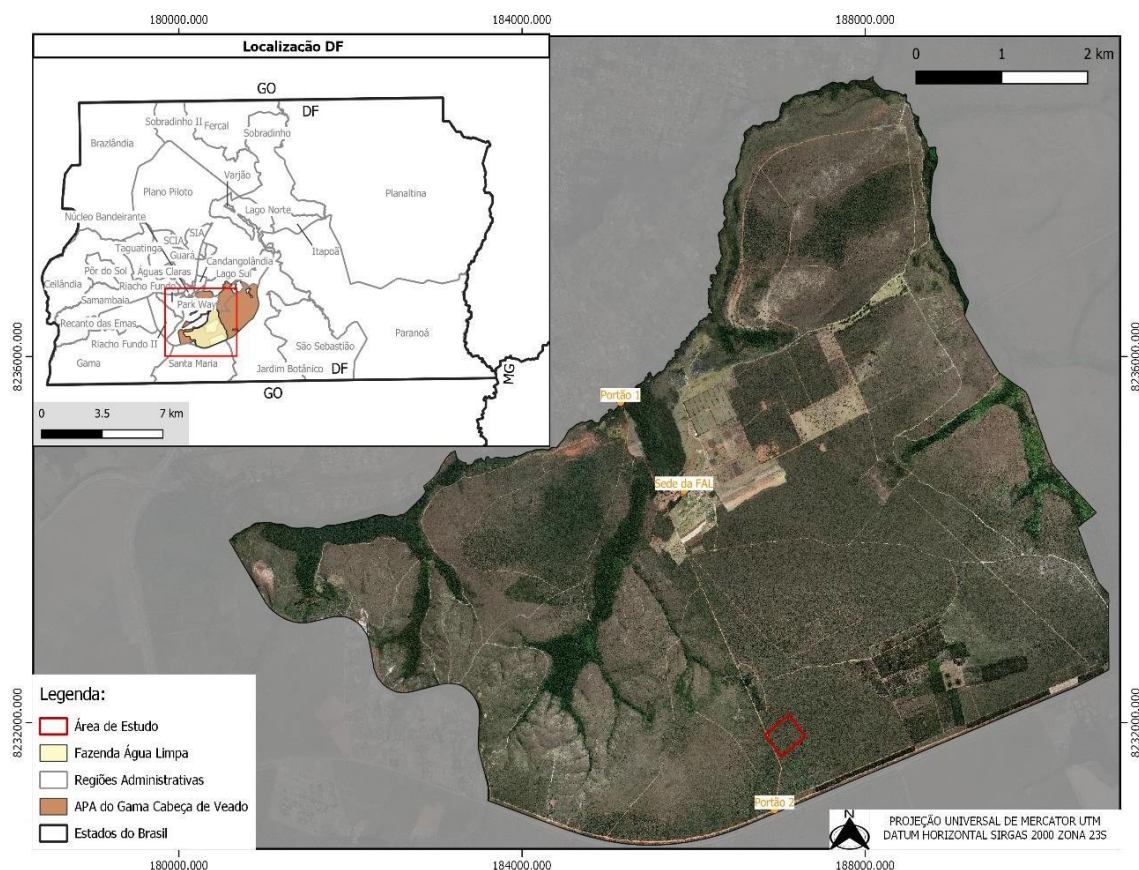 180000.000
184000.000
188000.000
Localização DF
0
1
2 km
GO
DF
Sobradinho II
Fercal
Sobradinho
Brazlândia
Varjão
Plano Piloto
Planaltina
Lago Norte
Núcleo Bandeirante
SIA
SCIA
Taguatinga
Guará
Itapoã
Candangolândia
Pôr do Sol
Águas Claras
Lago Sul
Ceilândia
Riacho Fundo
Samambaia
Park Way
Recanto das Emas
Paranoá
Riacho Fundo II
São Sebastião
Gama
Santa Maria
Jardim Botânico
DF
MG
GO
0
3.5
7 km
8236000.000
8236000.000
Portão 1
Sede da FAL
Legenda:
Área de Estudo
Fazenda Água Limpa
Regiões Administrativas
APA do Gama Cabeça de Veado
Estados do Brasil
8232000.000
8232000.000
Portão 2
N
PROJEÇÃO UNIVERSAL DE MERCATOR UTM
DATUM HORIZONTAL SIRGAS 2000 ZONA 23S
180000.000
184000.000
188000.000